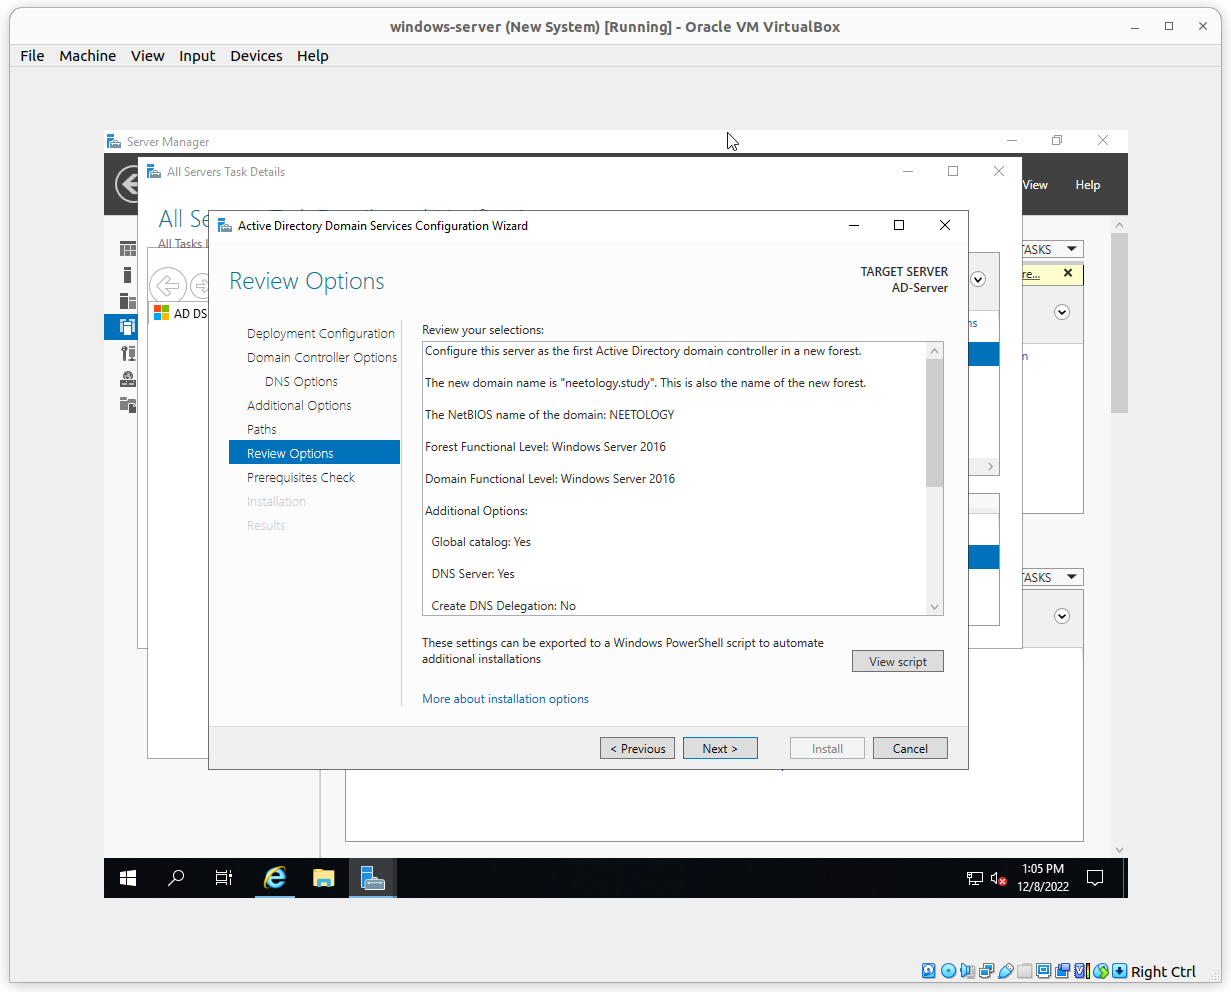 windows-server (New System) [Running] - Oracle VM VirtualBox
File Machine View Input Devices Help
Server Manager
All Servers Task Details
View Help
All Se
All Tasks
Active Directory Domain Services Configuration Wizard
TASKS
re...
Review Options
TARGET SERVER
AD-Server
AD DS
Deployment Configuration
Domain Controller Options
DNS Options
Additional Options
Paths
Review Options
Prerequisites Check
Installation
Results
Review your selections:
Configure this server as the first Active Directory domain controller in a new forest.
The new domain name is "neetology.study". This is also the name of the new forest.
The NetBIOS name of the domain: NEETOLOGY
Forest Functional Level: Windows Server 2016
Domain Functional Level: Windows Server 2016
Additional Options:
Global catalog: Yes
DNS Server: Yes
Create DNS Delegation: No
ns
n
TASKS
These settings can be exported to a Windows PowerShell script to automate
additional installations
View script
More about installation options
< Previous
Next >
Install
Cancel
1:05 PM
12/8/2022
Right Ctrl